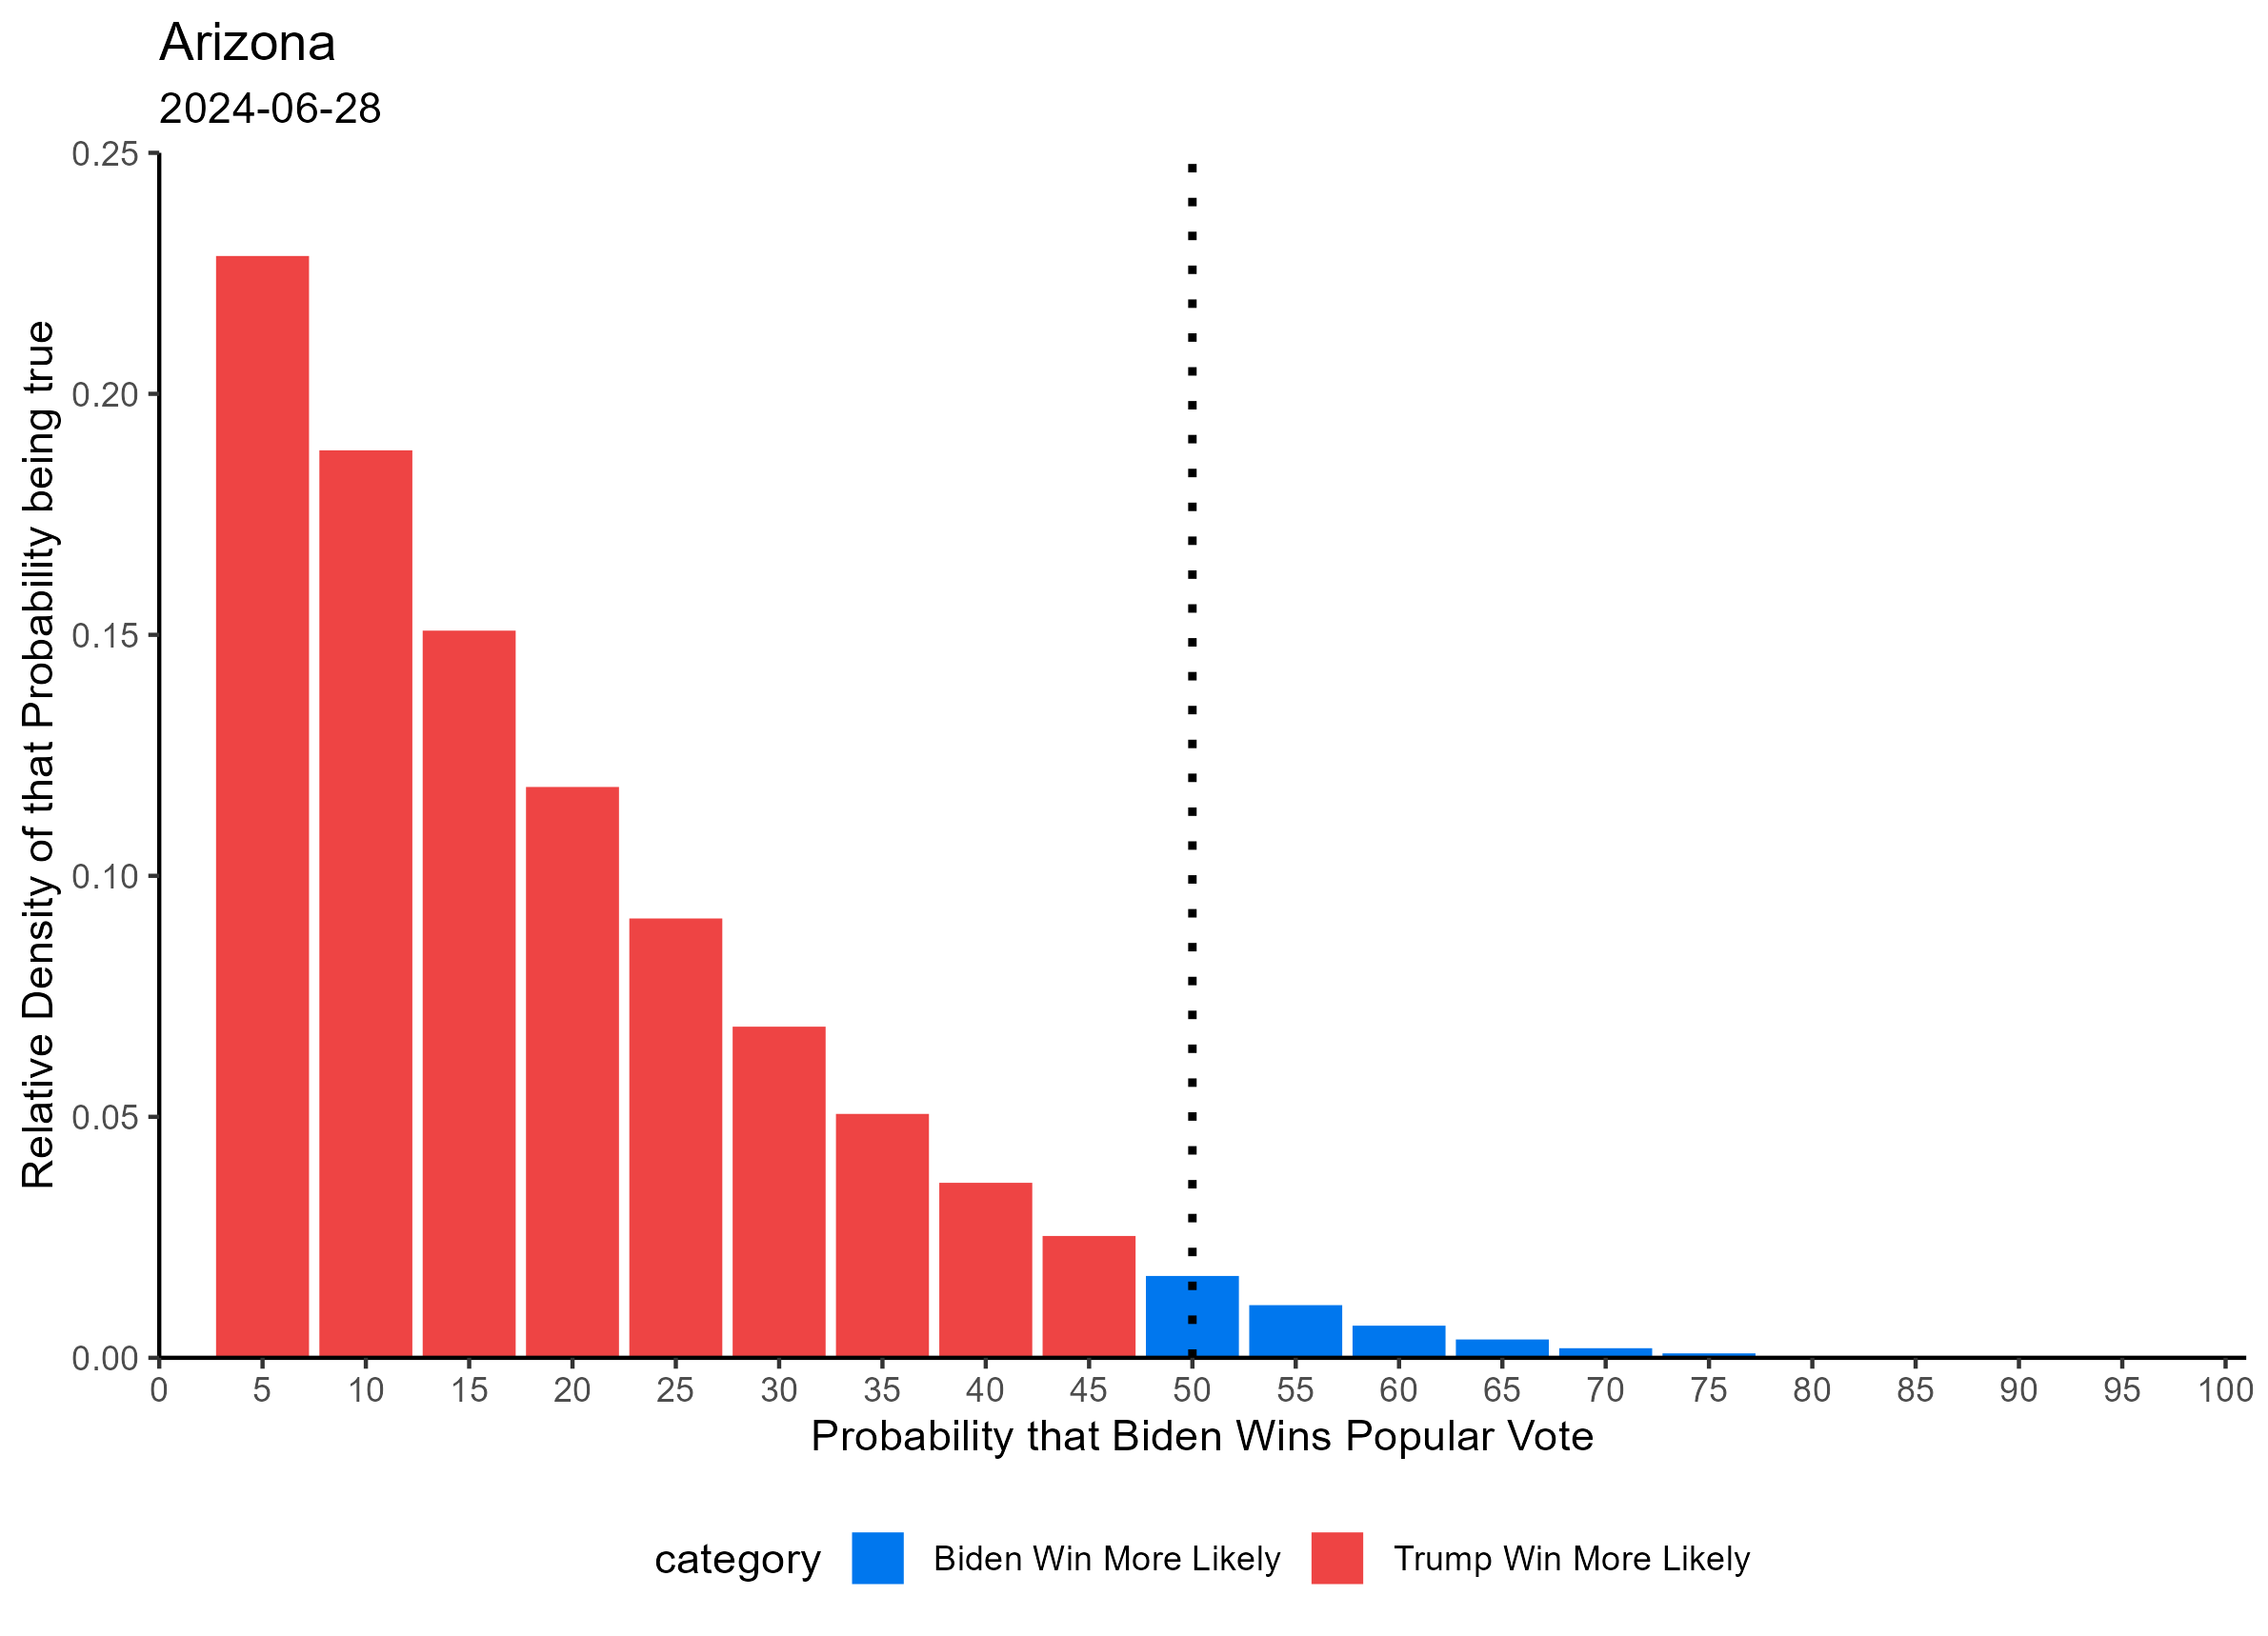 Arizona
2024-06-28
Relative Density of that Probability being true
0.25
0.20
0.15
0.10
0.05
0.00
0 5 10 15 20 25 30 35 40 45 50 55 60 65 70 75 80 85 90 95 100
Probability that Biden Wins Popular Vote
category Biden Win More Likely Trump Win More Likely